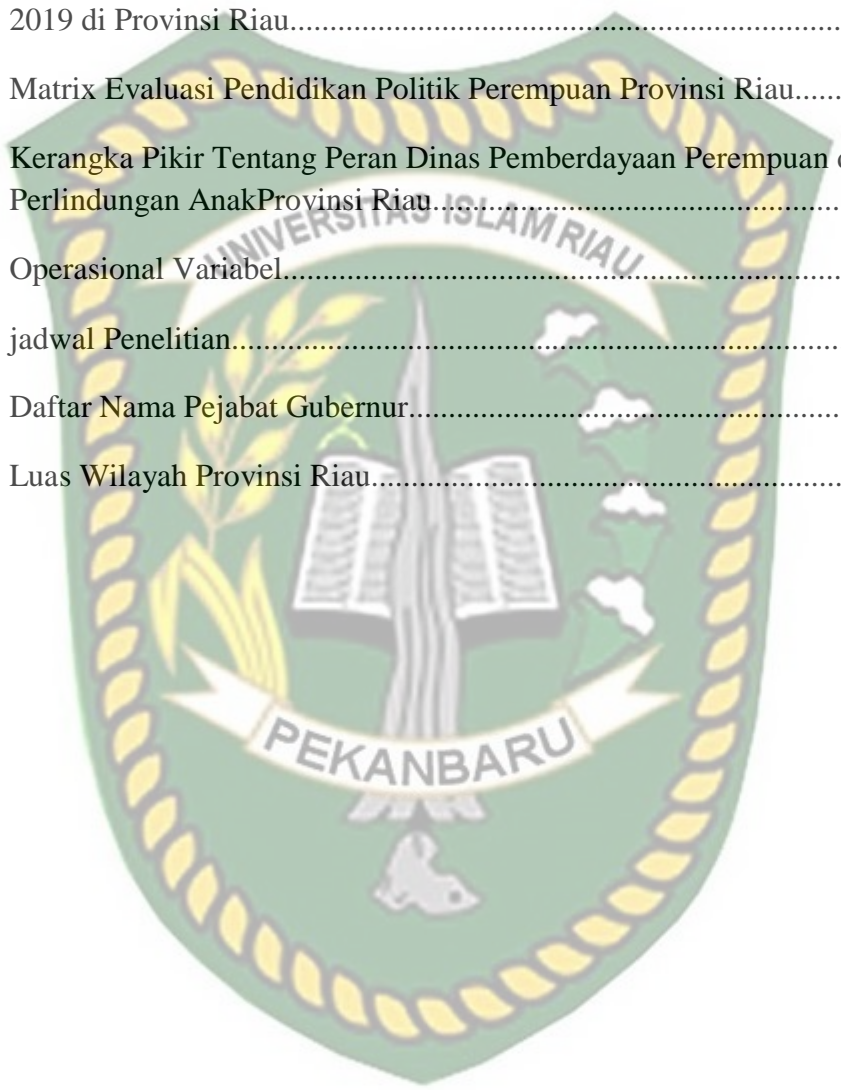 2019 di Provinsi Riau.......................................................................
Matrix Evaluasi Pendidikan Politik Perempuan Provinsi Riau......
Kerangka Pikir Tentang Peran Dinas Pemberdayaan Perempuan
Perlindungan AnakProvinsi Riau....................................................
UNIVERSITAS ISLAM RIAU
Operasional Variabel.......................................................................
jadwal Penelitian.............................................................................
Daftar Nama Pejabat Gubernur.......................................................
Luas Wilayah Provinsi Riau...........................................................
PEKANBARU